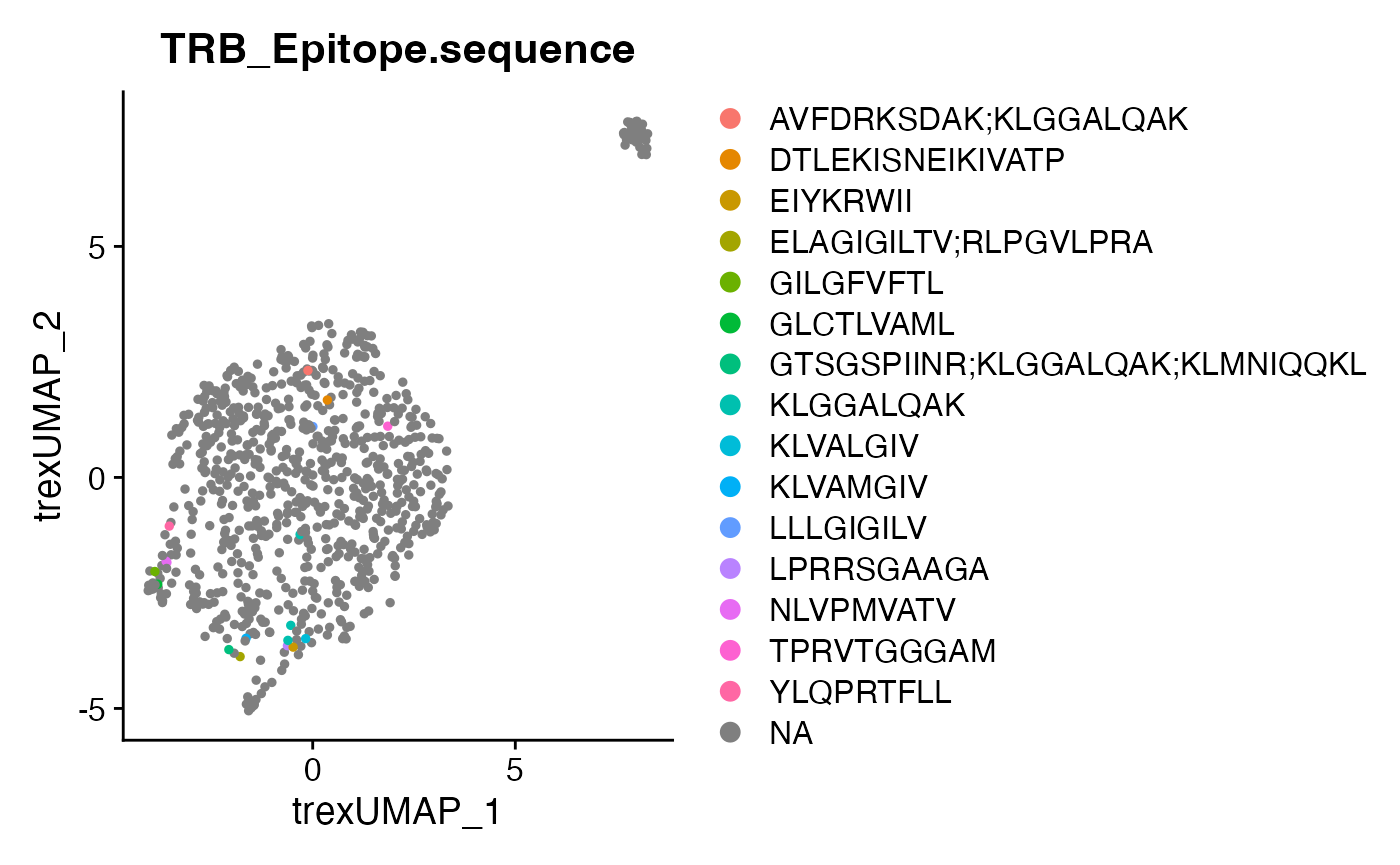 TRB_Epitope.sequence
trexUMAP_2
5
0
-5
0
5
trexUMAP_1
AVFDRKSDAK;KLGGALQAK
DTLEKISNEIKIVATP
EIYKRWII
ELAGIGILTV;RLPGVLPRA
GILGFVFTL
GLCTLVAML
GTSGSPIINR;KLGGALQAK;KLMNIQQKL
KLGGALQAK
KLVALGIV
KLVAMGIV
LLLGIGILV
LPRRSGAAGA
NLVPMVATV
TPRVTGGGAM
YLQPRTFLL
NA